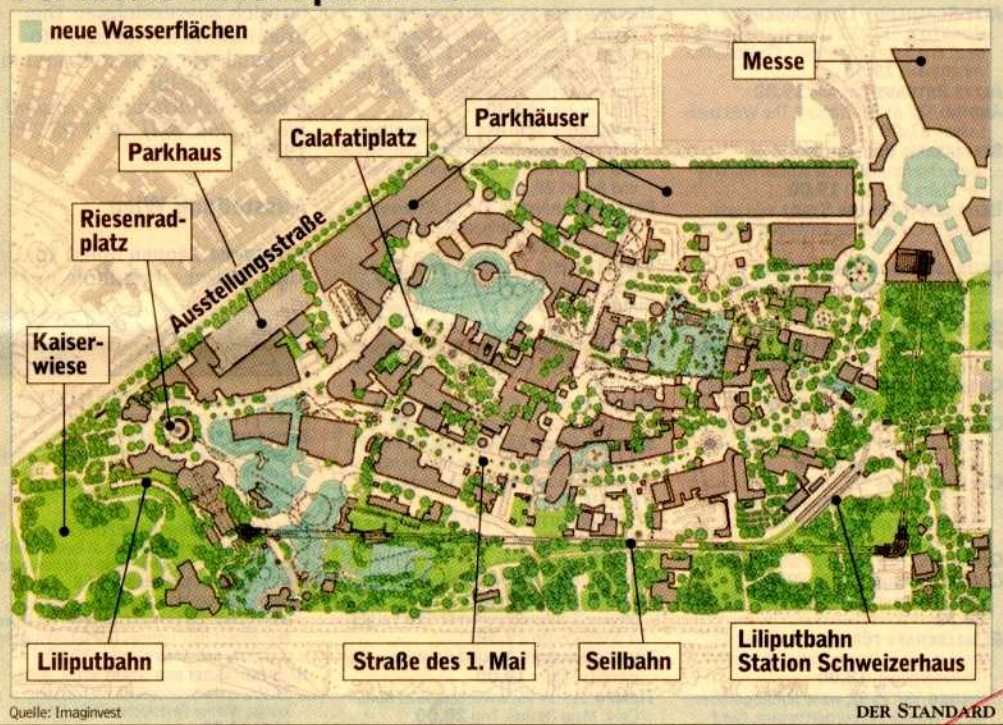 neue Wasserflächen
Messe
Parkhäuser
Calafatiplatz
Parkhaus
Riesenrad-
platz
Ausstellungsstraße
Kaiser-
wiese
Liliputbahn
Straße des 1. Mai
Seilbahn
Liliputbahn
Station Schweizerhaus
Quelle: Imaginvest
DER STANDARD